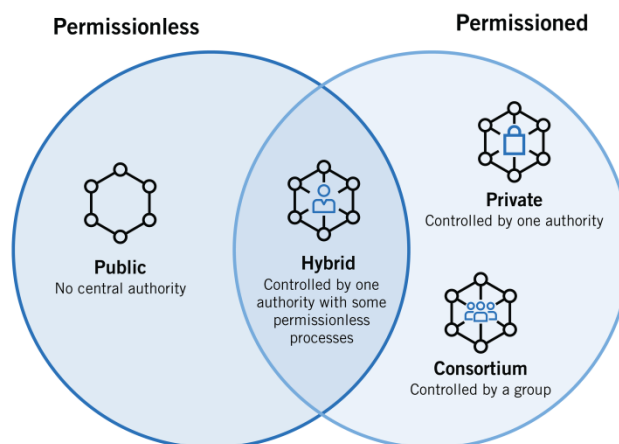 Permissionless
Permissioned
Public
No central authority
Hybrid
Controlled by one
authority with some
permissionless
processes
Private
Controlled by one authority
Consortium
Controlled by a group